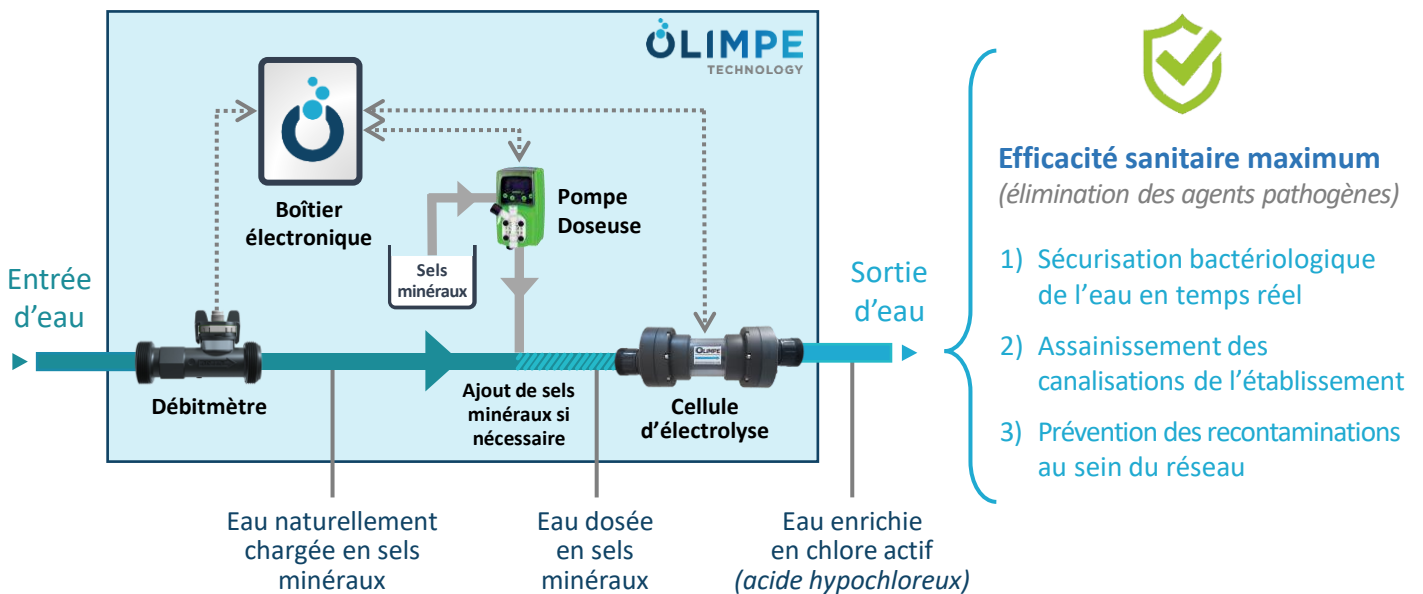 OLIMPE
TECHNOLOGY
Boîtier
électronique
Pompe
Doseuse
Sels
minéraux
Entrée
d'eau
Débitmètre
Ajout de sels
minéraux si
nécessaire
OLIMPE
Cellule
d'électrolyse
Sortie
d'eau
Eau naturellement
chargée en sels
minéraux
Eau dosée
en sels
minéraux
Eau enrichie
en chlore actif
(acide hypochloreux)
Efficacité sanitaire maximum
(élimination des agents pathogènes)
1) Sécurisation bactériologique
de l'eau en temps réel
2) Assainissement des
canalisations de l'établissement
3) Prévention des recontaminations
au sein du réseau